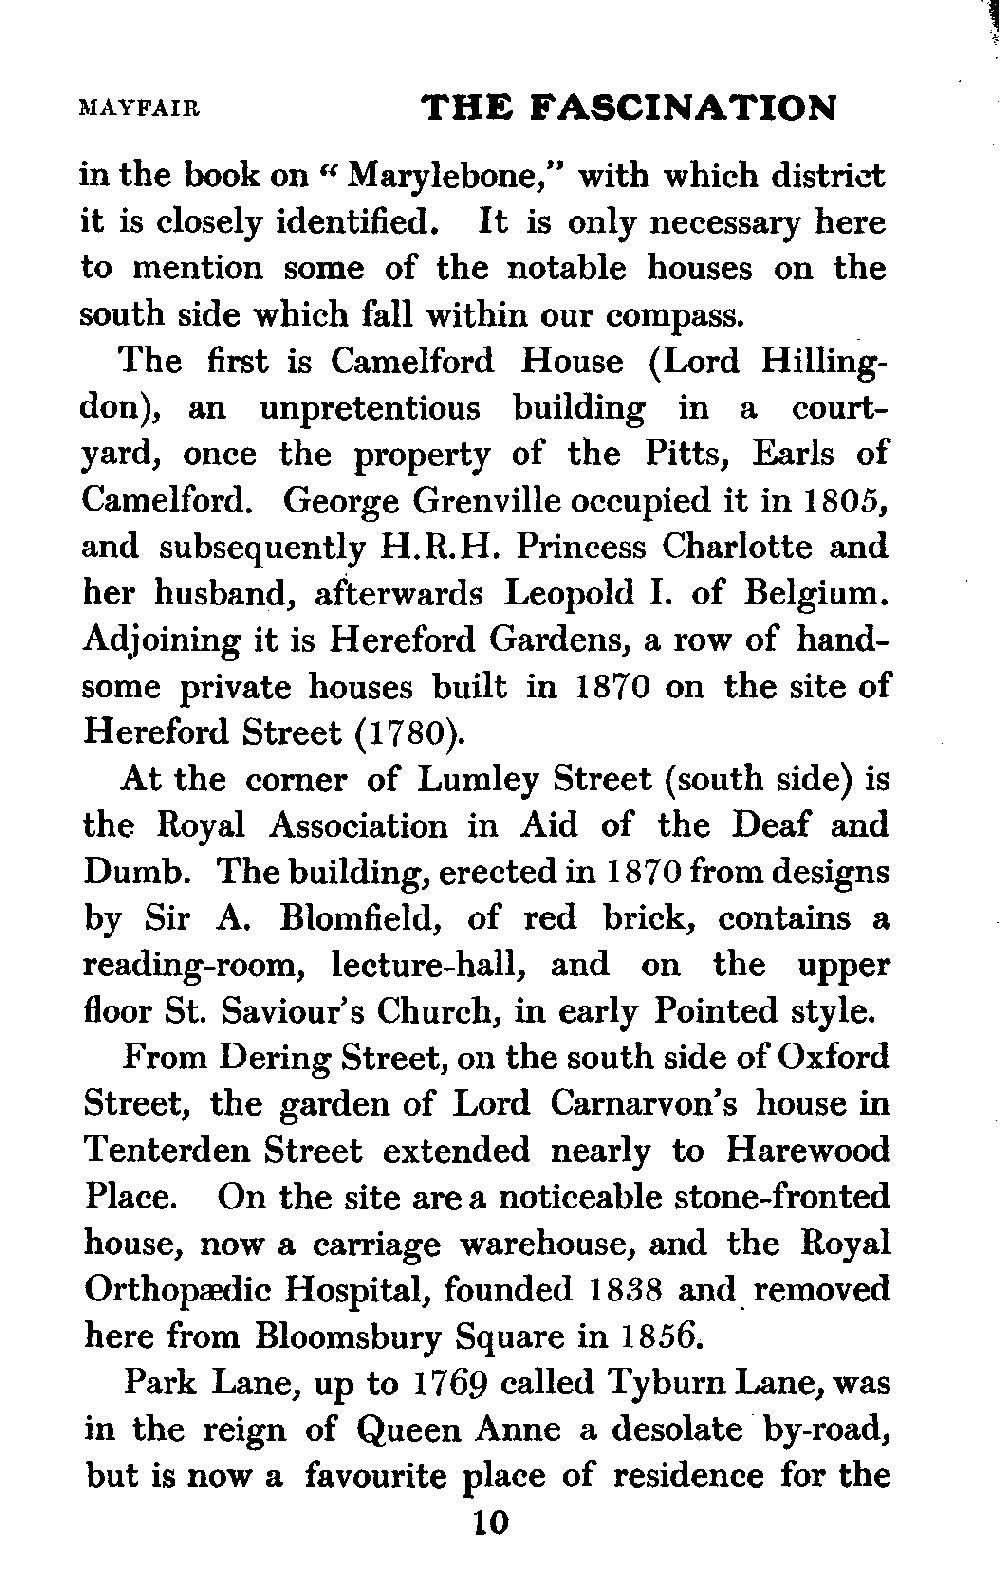 MAYFAIR THE FASCINATION
in the book on “ Marylebone,” with which district
it is closely identified. It is only necessary here
to mention some of the notable houses on the
south side which fall within our compass.
The first is Camelford House (Lord Hilling-
don), an unpretentious building in a court-
yard, once the property of the Pitts, Earls of
Camelford. George Grenville occupied it in 1805,
and subsequently H.R.H. Princess Charlotte and
her husband, afterwards Leopold I. of Belgium.
Adjoining it is Hereford Gardens, a row of hand-
some private houses built in 1870 on the site of
Hereford Street (1780).
At the corner of Lumley Street (south side) is
the Royal Association in Aid of the Deaf and
Dumb. The building, erected in 1870 from designs
by Sir A. Blomfield, of red brick, contains a
reading-room, lecture-hall, and on the upper
floor St. Saviour’s Church, in early Pointed style.
From Dering Street, on the south side of Oxford
Street, the garden of Lord Carnarvon’s house in
Tenterden Street extended nearly to Harewood
Place. On the site are a noticeable stone-fronted
house, now a carriage warehouse, and the Royal
Orthopædic Hospital, founded 1838 and removed
here from Bloomsbury Square in 1856.
Park Lane, up to 1769 called Tyburn Lane, was
in the reign of Queen Anne a desolate by-road,
but is now a favourite place of residence for the
10